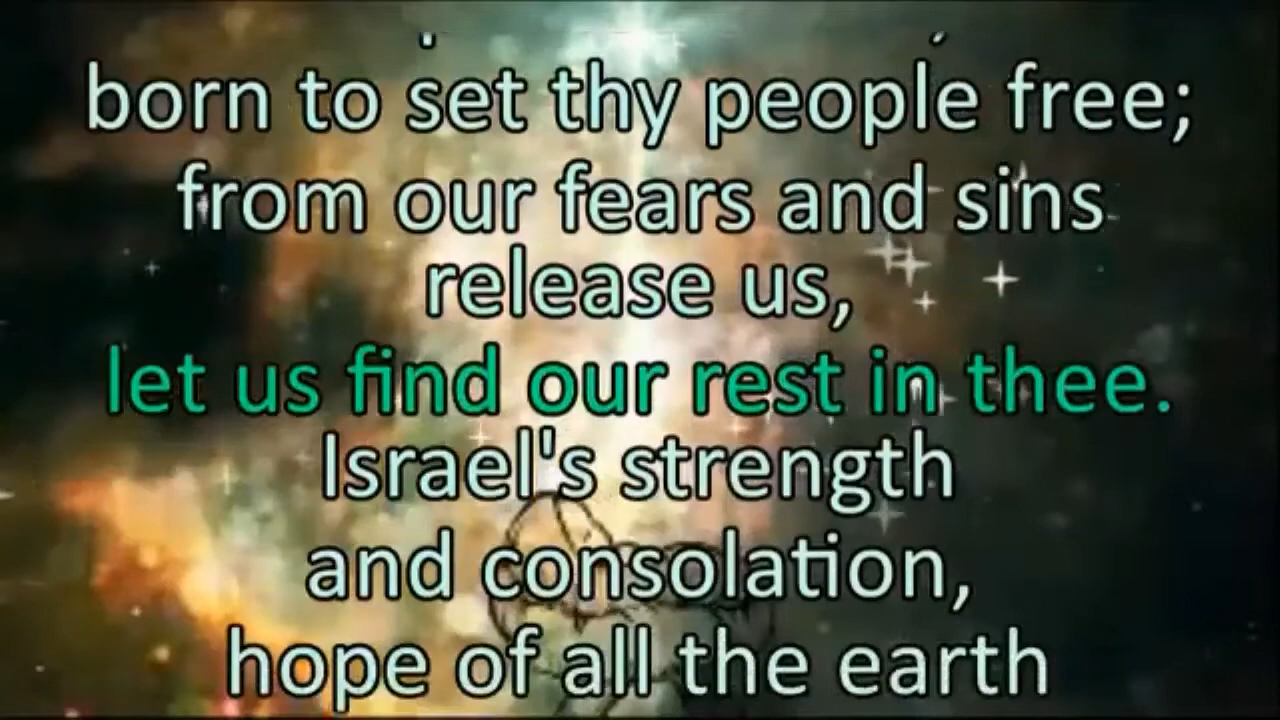 born to set thy people free;
from our fears and sins
release us,
let us find our rest in thee.
Israel's strength
and consolation,
hope of all the earth